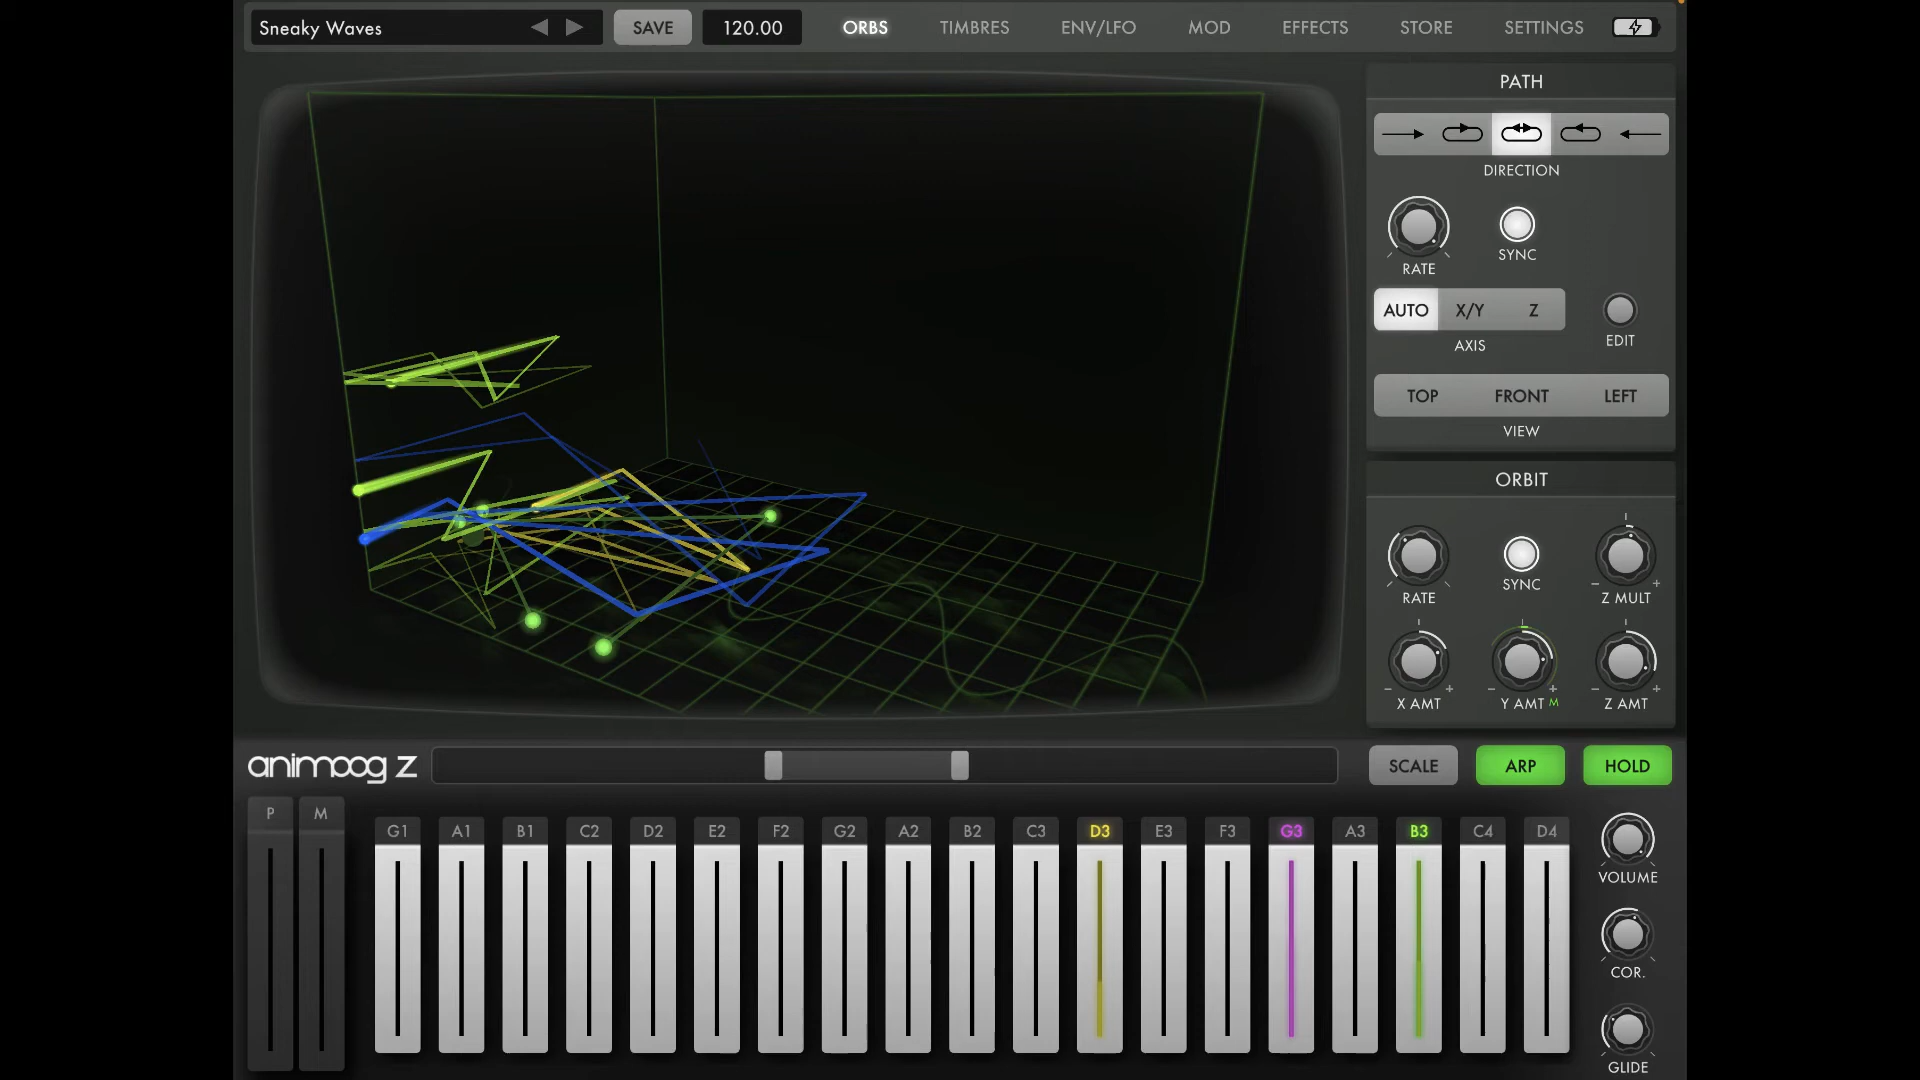 Sneaky Waves SAVE 120.00 ORBS TIMBRES ENV/LFO MOD EFFECTS STORE SETTINGS
PATH
DIRECTION
RATE SYNC
AUTO X/Y Z
AXIS EDIT
TOP FRONT LEFT
VIEW
ORBIT
RATE SYNC - Z MULT +
- X AMT + - Y AMT M + - Z AMT +
animoog Z SCALE ARP HOLD
P M G1 A1 B1 C2 D2 E2 F2 G2 A2 B2 C3 D3 E3 F3 G3 A3 B3 C4 D4
VOLUME
COR.
GLIDE